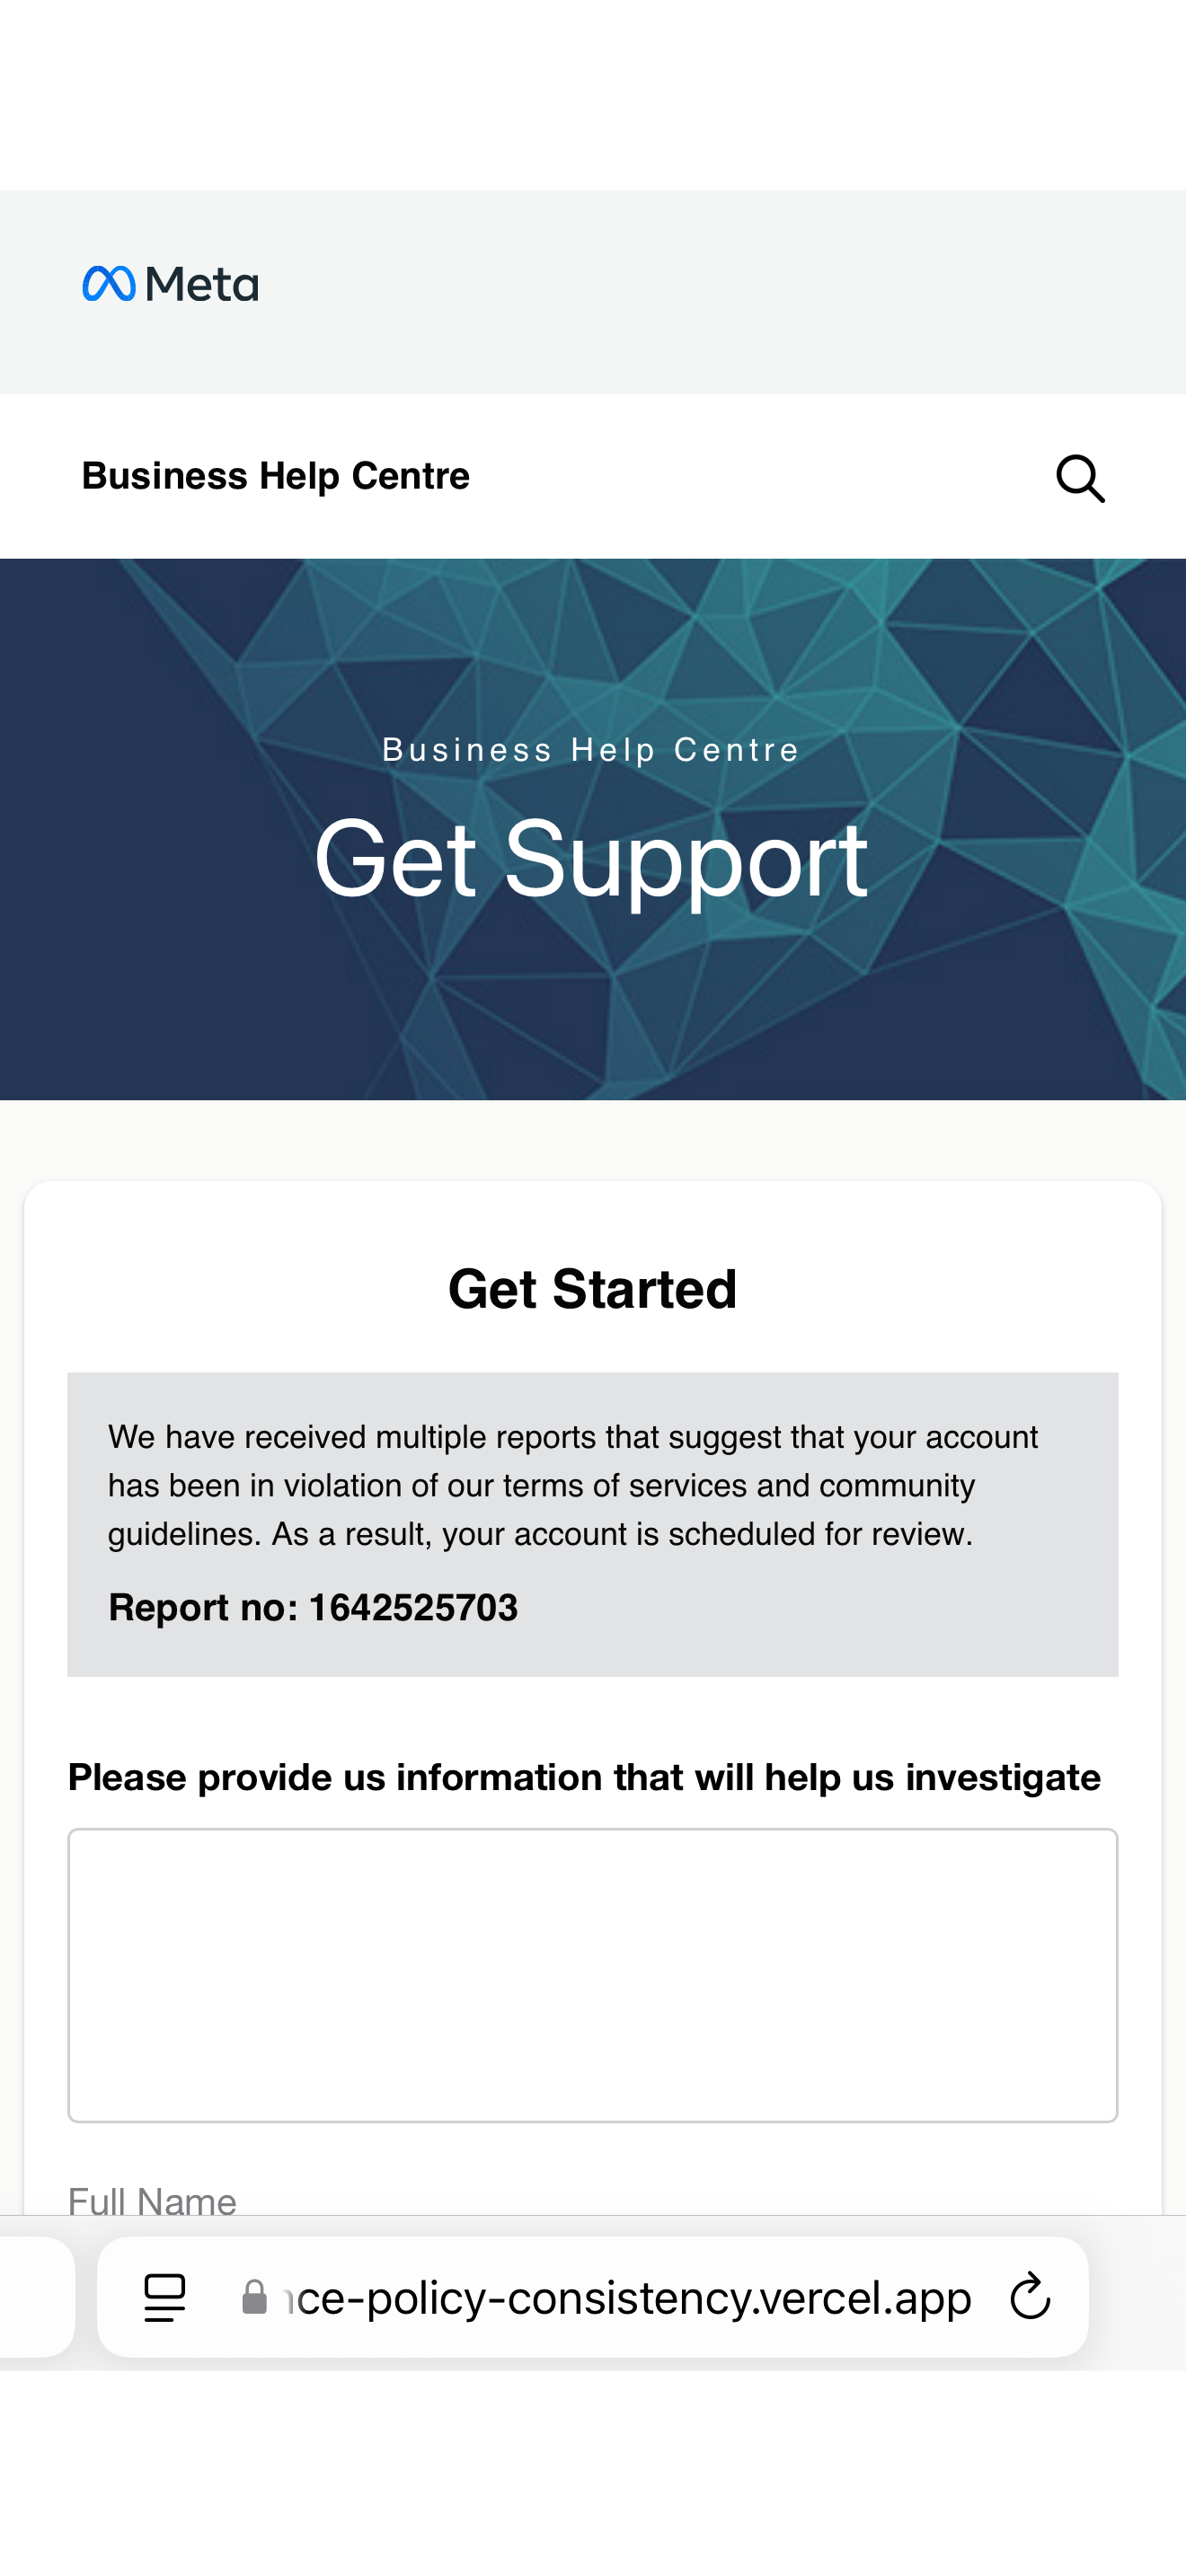 Meta
Business Help Centre
Business Help Centre
Get Support
Get Started
We have received multiple reports that suggest that your account
has been in violation of our terms of services and community
guidelines. As a result, your account is scheduled for review.
Report no: 1642525703
Please provide us information that will help us investigate
Full Name
ce-policy-consistency.vercel.app